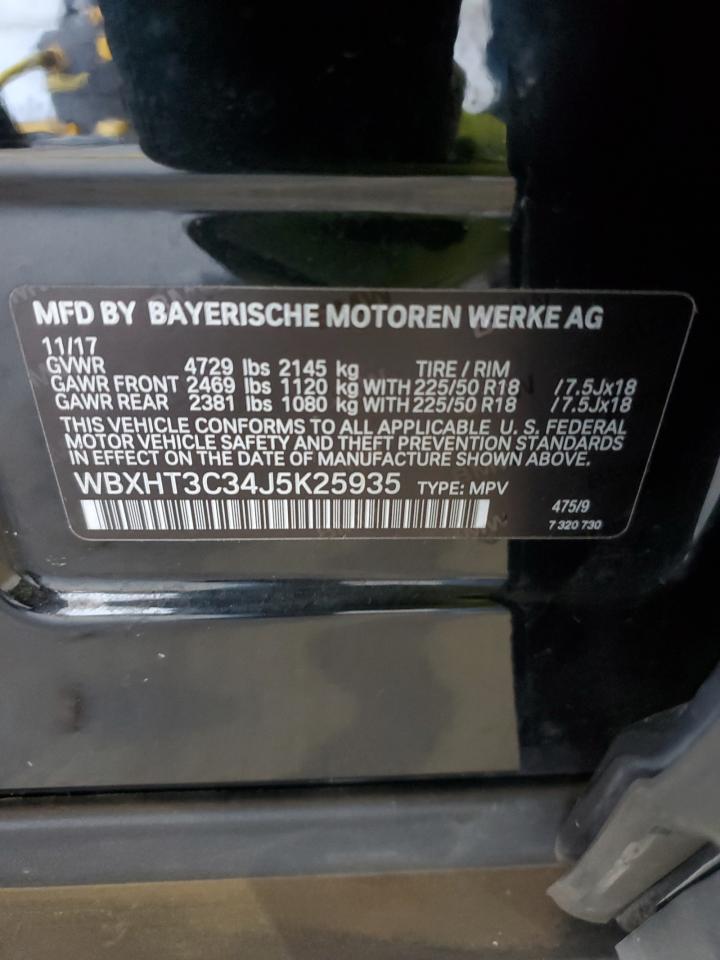 MFD BY BAYERISCHE MOTOREN WERKE AG
11/17
GVWR 4729 lbs 2145 kg TIRE / RIM
GAWR FRONT 2469 lbs 1120 kg WITH 225/50 R18 /7.5Jx18
GAWR REAR 2381 lbs 1080 kg WITH 225/50 R18 /7.5Jx18
THIS VEHICLE CONFORMS TO ALL APPLICABLE U. S. FEDERAL
MOTOR VEHICLE SAFETY AND THEFT PREVENTION STANDARDS
IN EFFECT ON THE DATE OF MANUFACTURE SHOWN ABOVE.
WBXHT3C34J5K25935 TYPE: MPV
475/9
7 320 730